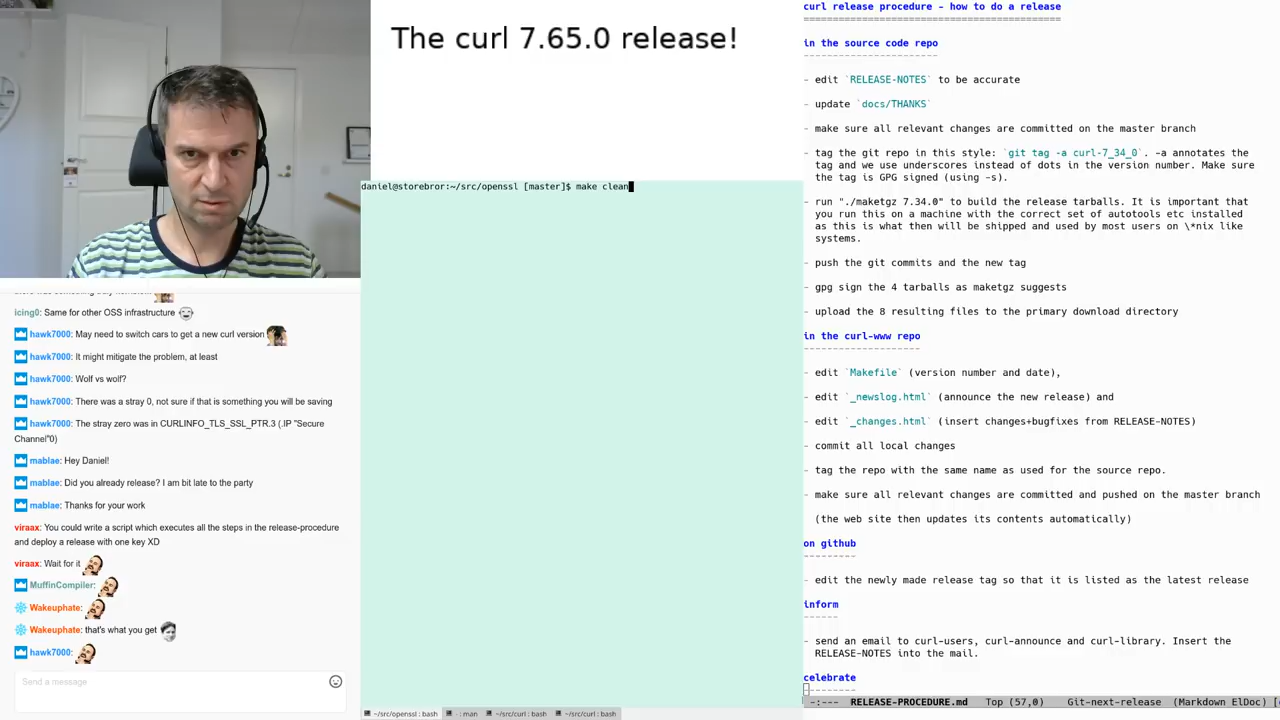 The curl 7.65.0 release!
icing0: Same for other OSS infrastructure
hawk7000: May need to switch cars to get a new curl version
hawk7000: It might mitigate the problem, at least
hawk7000: Wolf vs wolf?
hawk7000: There was a stray 0, not sure if that is something you will be saving
hawk7000: The stray zero was in CURLINFO_TLS_SSL_PTR.3 (.IP "Secure
Channel"0)
mablae: Hey Daniel!
mablae: Did you already release? I am bit late to the party
mablae: Thanks for your work
viraax: You could write a script which executes all the steps in the release-procedure
and deploy a release with one key XD
viraax: Wait for it
MuffinCompiler:
Wakeuphate:
Wakeuphate: that's what you get
hawk7000:
Send a message
daniel@storebror:~/src/openssl [master]$ make clean
~/src/openssl : bash
- : man
~/src/curl : bash
~/src/curl : bash
curl release procedure - how to do a release
============================================
in the source code repo
-----------------------
- edit `RELEASE-NOTES` to be accurate
- update `docs/THANKS`
- make sure all relevant changes are committed on the master branch
- tag the git repo in this style: `git tag -a curl-7_34_0`. -a annotates the
tag and we use underscores instead of dots in the version number. Make sure
the tag is GPG signed (using -s).
- run "./maketgz 7.34.0" to build the release tarballs. It is important that
you run this on a machine with the correct set of autotools etc installed
as this is what then will be shipped and used by most users on \*nix like
systems.
- push the git commits and the new tag
- gpg sign the 4 tarballs as maketgz suggests
- upload the 8 resulting files to the primary download directory
in the curl-www repo
--------------------
- edit `Makefile` (version number and date),
- edit `_newslog.html` (announce the new release) and
- edit `_changes.html` (insert changes+bugfixes from RELEASE-NOTES)
- commit all local changes
- tag the repo with the same name as used for the source repo.
- make sure all relevant changes are committed and pushed on the master branch
(the web site then updates its contents automatically)
on github
---------
- edit the newly made release tag so that it is listed as the latest release
inform
------
- send an email to curl-users, curl-announce and curl-library. Insert the
RELEASE-NOTES into the mail.
celebrate
---------
-:--- RELEASE-PROCEDURE.md Top (57,0) Git-next-release (Markdown ElDoc) [